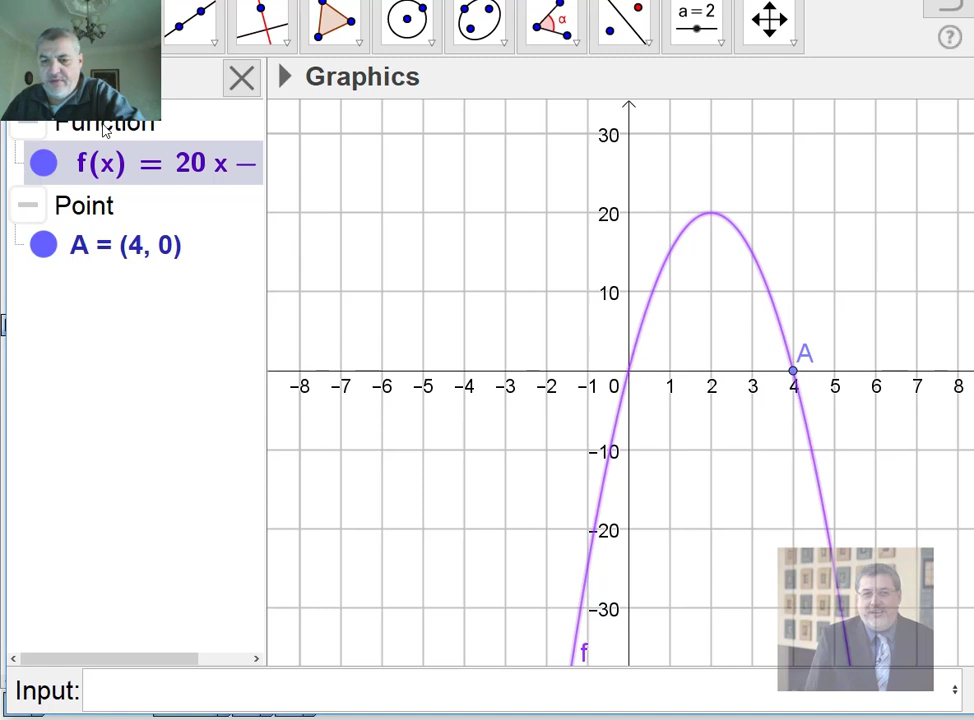 a = 2
α
Graphics
Function
f(x) = 20 x −
Point
A = (4, 0)
30
20
10
A
−8 −7 −6 −5 −4 −3 −2 −1 0 1 2 3 4 5 6 7 8
−10
−20
−30
f
Input: